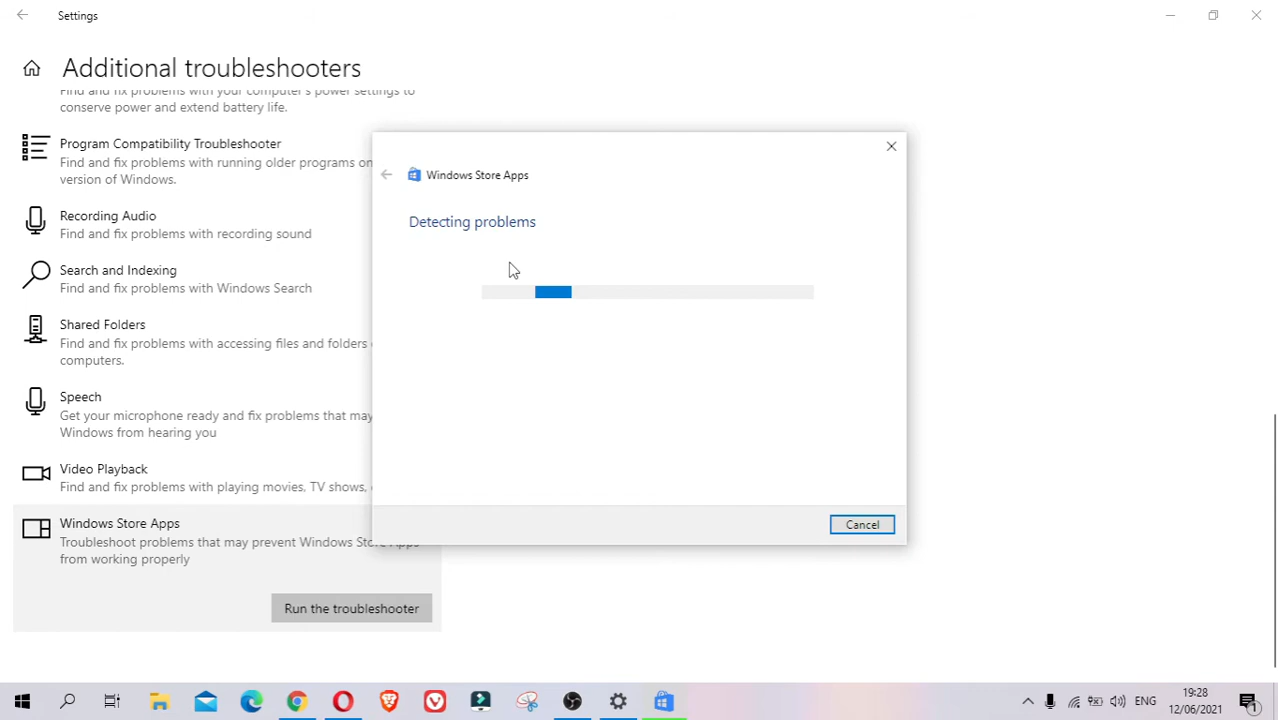 Settings
Additional troubleshooters
Find and fix problems with your computer's power settings to
conserve power and extend battery life.
Program Compatibility Troubleshooter
Find and fix problems with running older programs on
version of Windows.
Recording Audio
Find and fix problems with recording sound
Search and Indexing
Find and fix problems with Windows Search
Shared Folders
Find and fix problems with accessing files and folders
computers.
Speech
Get your microphone ready and fix problems that may
Windows from hearing you
Video Playback
Find and fix problems with playing movies, TV shows,
Windows Store Apps
Troubleshoot problems that may prevent Windows Store Apps
from working properly
Run the troubleshooter
Windows Store Apps
Detecting problems
Cancel
ENG
19:28
12/06/2021
1